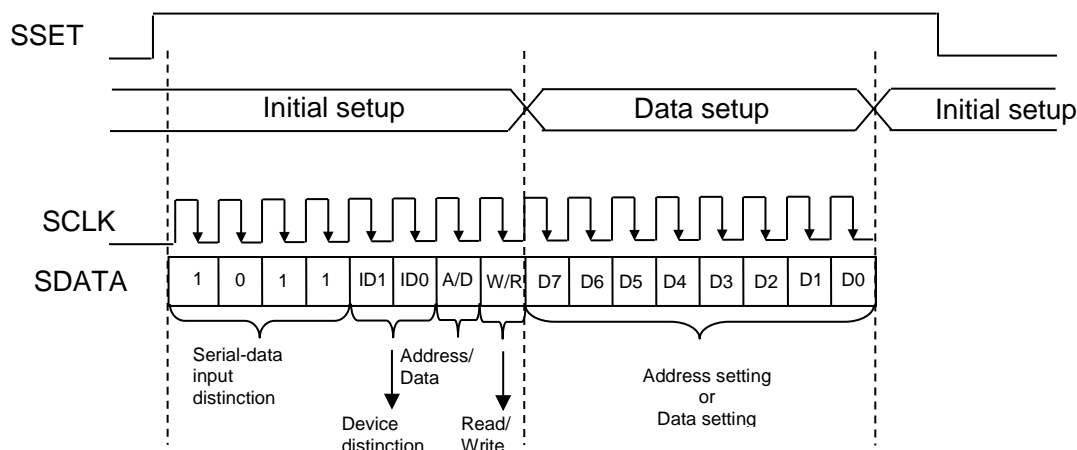 SSET
Initial setup
Data setup
Initial setup
SCLK
SDATA
1 0 1 1 ID1 ID0 A/D W/R D7 D6 D5 D4 D3 D2 D1 D0
Serial-data
input
distinction
Address/
Data
Address setting
or
Data setting
Device
distinction
Read/
Write